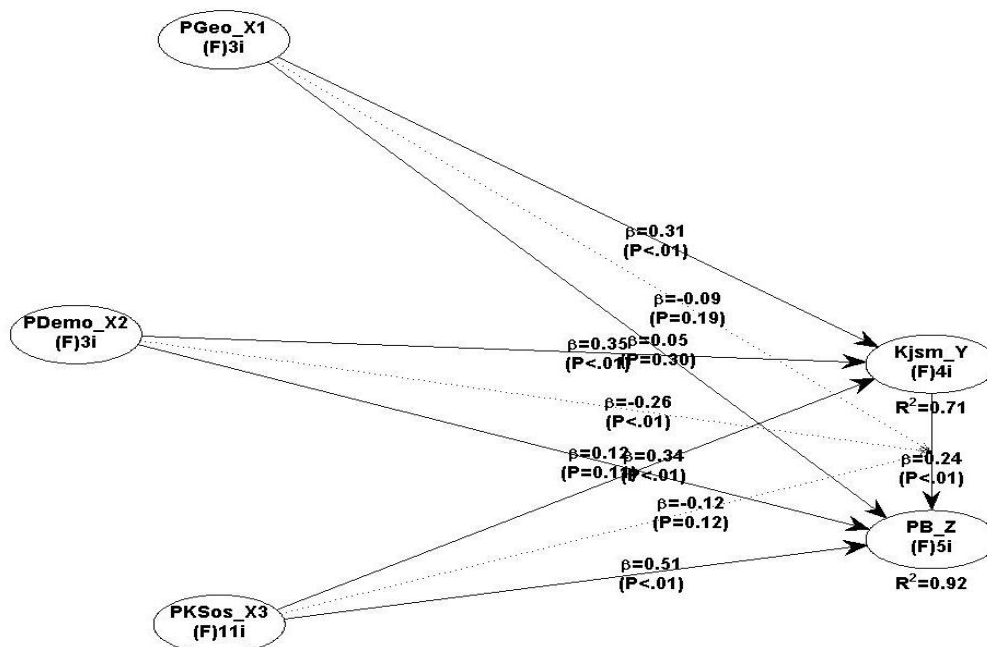 PGeo_X1
(F)3i
β=0.31
(P<.01)
β=-0.09
(P=0.19)
PDemo_X2
(F)3i
β=0.35
(P<.01)
β=0.05
(P=0.30)
Kjsm_Y
(F)4i
R²=0.71
β=-0.26
(P<.01)
β=0.12
(P=0.11)
β=0.34
(P<.01)
β=0.24
(P<.01)
β=-0.12
(P=0.12)
PB_Z
(F)5i
R²=0.92
β=0.51
(P<.01)
PKSos_X3
(F)11i